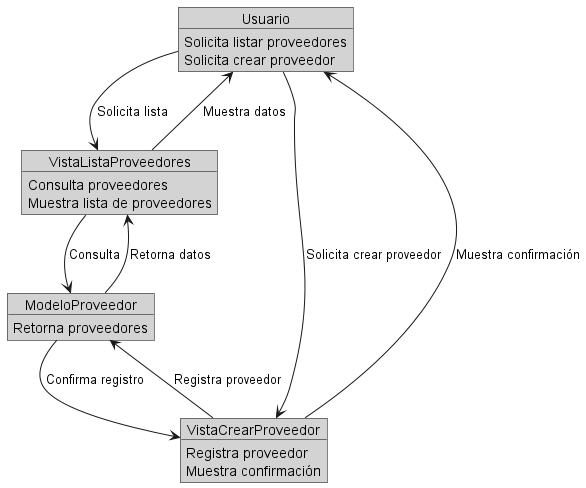 Usuario
Solicita listar proveedores
Solicita crear proveedor
Solicita lista
Muestra datos
VistaListaProveedores
Consulta proveedores
Muestra lista de proveedores
Consulta
Retorna datos
Solicita crear proveedor
Muestra confirmación
ModeloProveedor
Retorna proveedores
Confirma registro
Registra proveedor
VistaCrearProveedor
Registra proveedor
Muestra confirmación